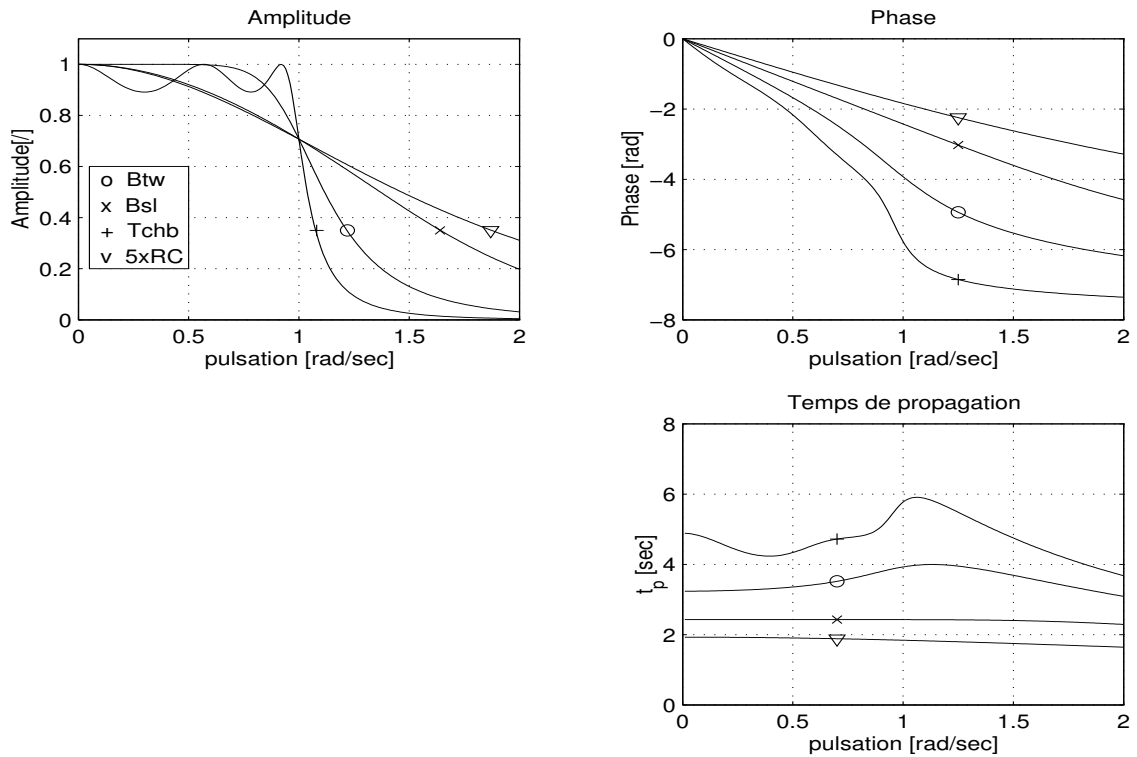 Amplitude
Amplitude[/]
1
0.8
0.6
0.4
0.2
0
o Btw
x Bsl
+ Tchb
v 5xRC
0 0.5 1 1.5 2
pulsation [rad/sec]
Phase
Phase [rad]
0
−2
−4
−6
−8
0 0.5 1 1.5 2
pulsation [rad/sec]
Temps de propagation
t_p [sec]
8
6
4
2
0
0 0.5 1 1.5 2
pulsation [rad/sec]